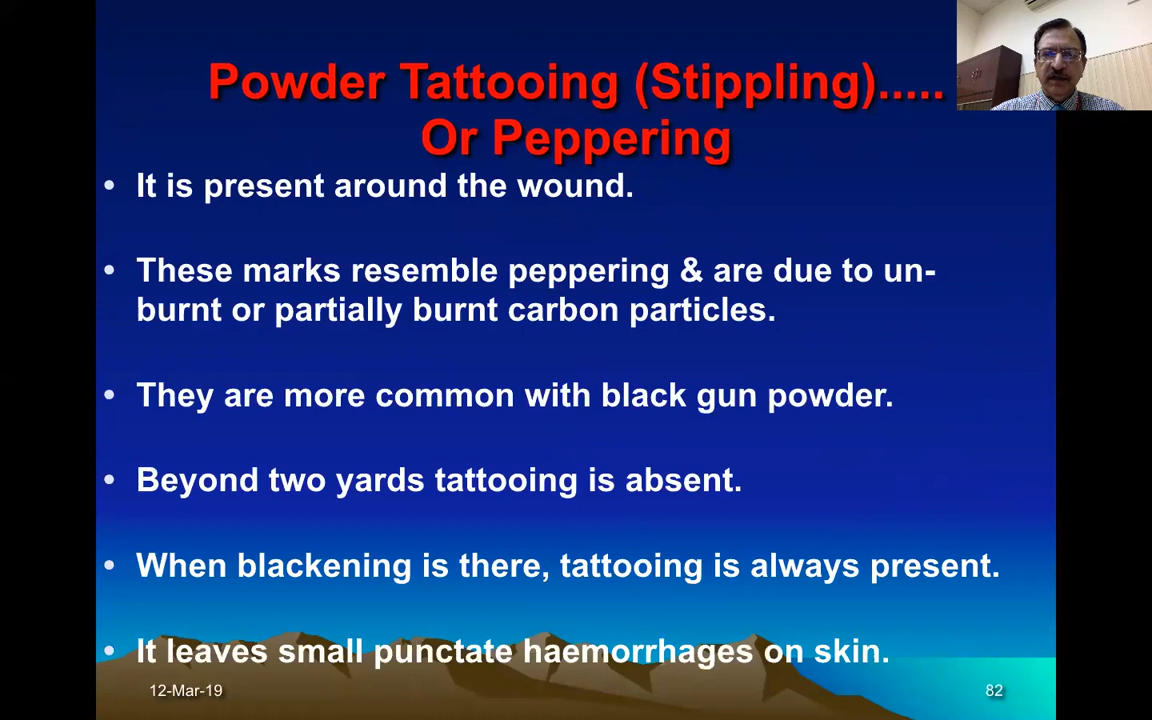 Powder Tattooing (Stippling).....
Or Peppering
• It is present around the wound.
• These marks resemble peppering & are due to un-
burnt or partially burnt carbon particles.
• They are more common with black gun powder.
• Beyond two yards tattooing is absent.
• When blackening is there, tattooing is always present.
• It leaves small punctate haemorrhages on skin.
12-Mar-19
82